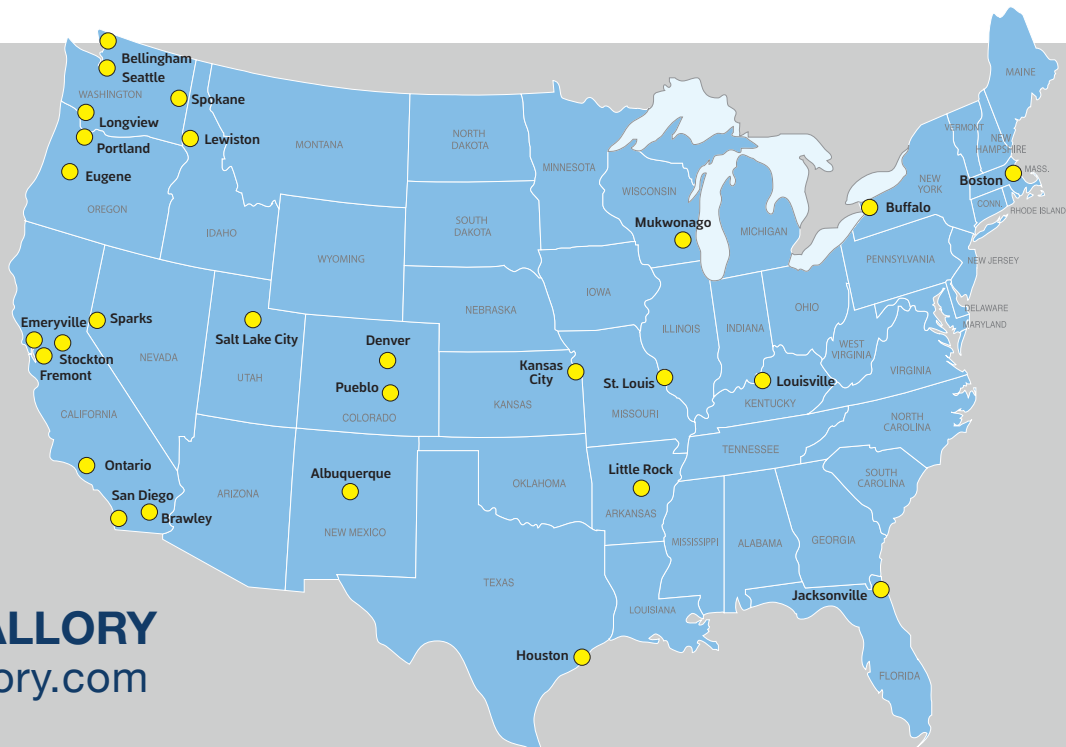 Bellingham
Seattle
WASHINGTON
Spokane
Longview
Portland
Lewiston
Eugene
OREGON
IDAHO
MONTANA
NORTH
DAKOTA
MINNESOTA
SOUTH
DAKOTA
WYOMING
WISCONSIN
Mukwonago
MICHIGAN
MAINE
VERMONT
NEW
HAMPSHIRE
Boston
MASS.
NEW
YORK
CONN.
RHODE ISLAND
Buffalo
PENNSYLVANIA
NEW JERSEY
DELAWARE
MARYLAND
Emeryville
Sparks
Stockton
Fremont
NEVADA
Salt Lake City
UTAH
Denver
Pueblo
COLORADO
NEBRASKA
IOWA
ILLINOIS
INDIANA
OHIO
WEST
VIRGINIA
VIRGINIA
Kansas
City
KANSAS
St. Louis
MISSOURI
Louisville
KENTUCKY
NORTH
CAROLINA
TENNESSEE
SOUTH
CAROLINA
CALIFORNIA
Ontario
San Diego
Brawley
ARIZONA
Albuquerque
NEW MEXICO
OKLAHOMA
Little Rock
ARKANSAS
MISSISSIPPI
ALABAMA
GEORGIA
TEXAS
LOUISIANA
Jacksonville
Houston
FLORIDA
ALLORY
ory.com